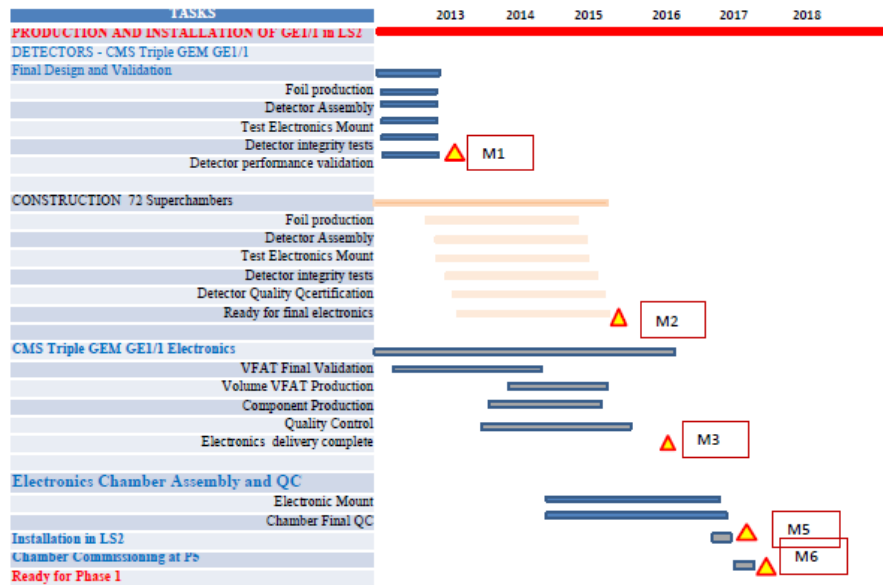 TASKS 2013 2014 2015 2016 2017 2018
PRODUCTION AND INSTALLATION OF GE1/1 in LS2
DETECTORS - CMS Triple GEM GE1/1
Final Design and Validation
Foil production
Detector Assembly
Test Electronics Mount
Detector integrity tests
M1
Detector performance validation
CONSTRUCTION 72 Superchambers
Foil production
Detector Assembly
Test Electronics Mount
Detector integrity tests
Detector Quality Qcertification
Ready for final electronics
M2
CMS Triple GEM GE1/1 Electronics
VFAT Final Validation
Volume VFAT Production
Component Production
Quality Control
Electronics delivery complete
M3
Electronics Chamber Assembly and QC
Electronic Mount
Chamber Final QC
Installation in LS2
M5
Chamber Commissioning at P5
M6
Ready for Phase 1